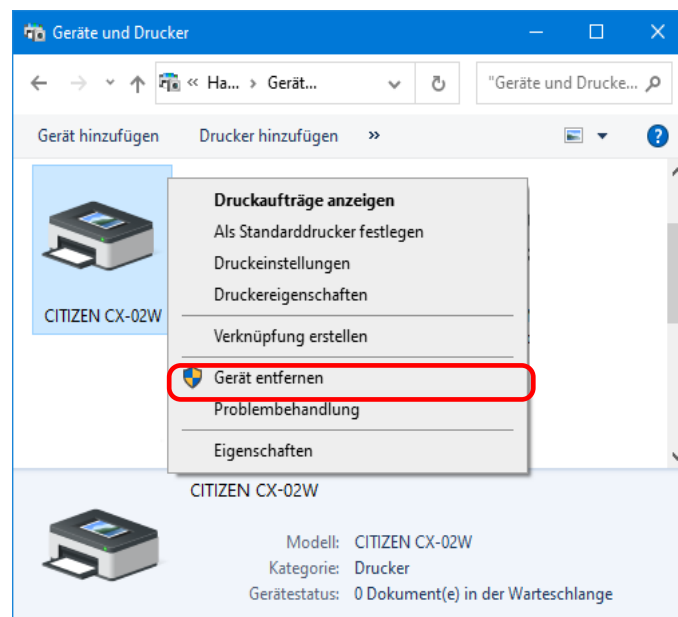 Geräte und Drucker
« Ha... › Gerät...
"Geräte und Drucke...
Gerät hinzufügen Drucker hinzufügen »
?
Druckaufträge anzeigen
Als Standarddrucker festlegen
Druckeinstellungen
Druckereigenschaften
CITIZEN CX-02W
Verknüpfung erstellen
Gerät entfernen
Problembehandlung
Eigenschaften
CITIZEN CX-02W
Modell: CITIZEN CX-02W
Kategorie: Drucker
Gerätestatus: 0 Dokument(e) in der Warteschlange